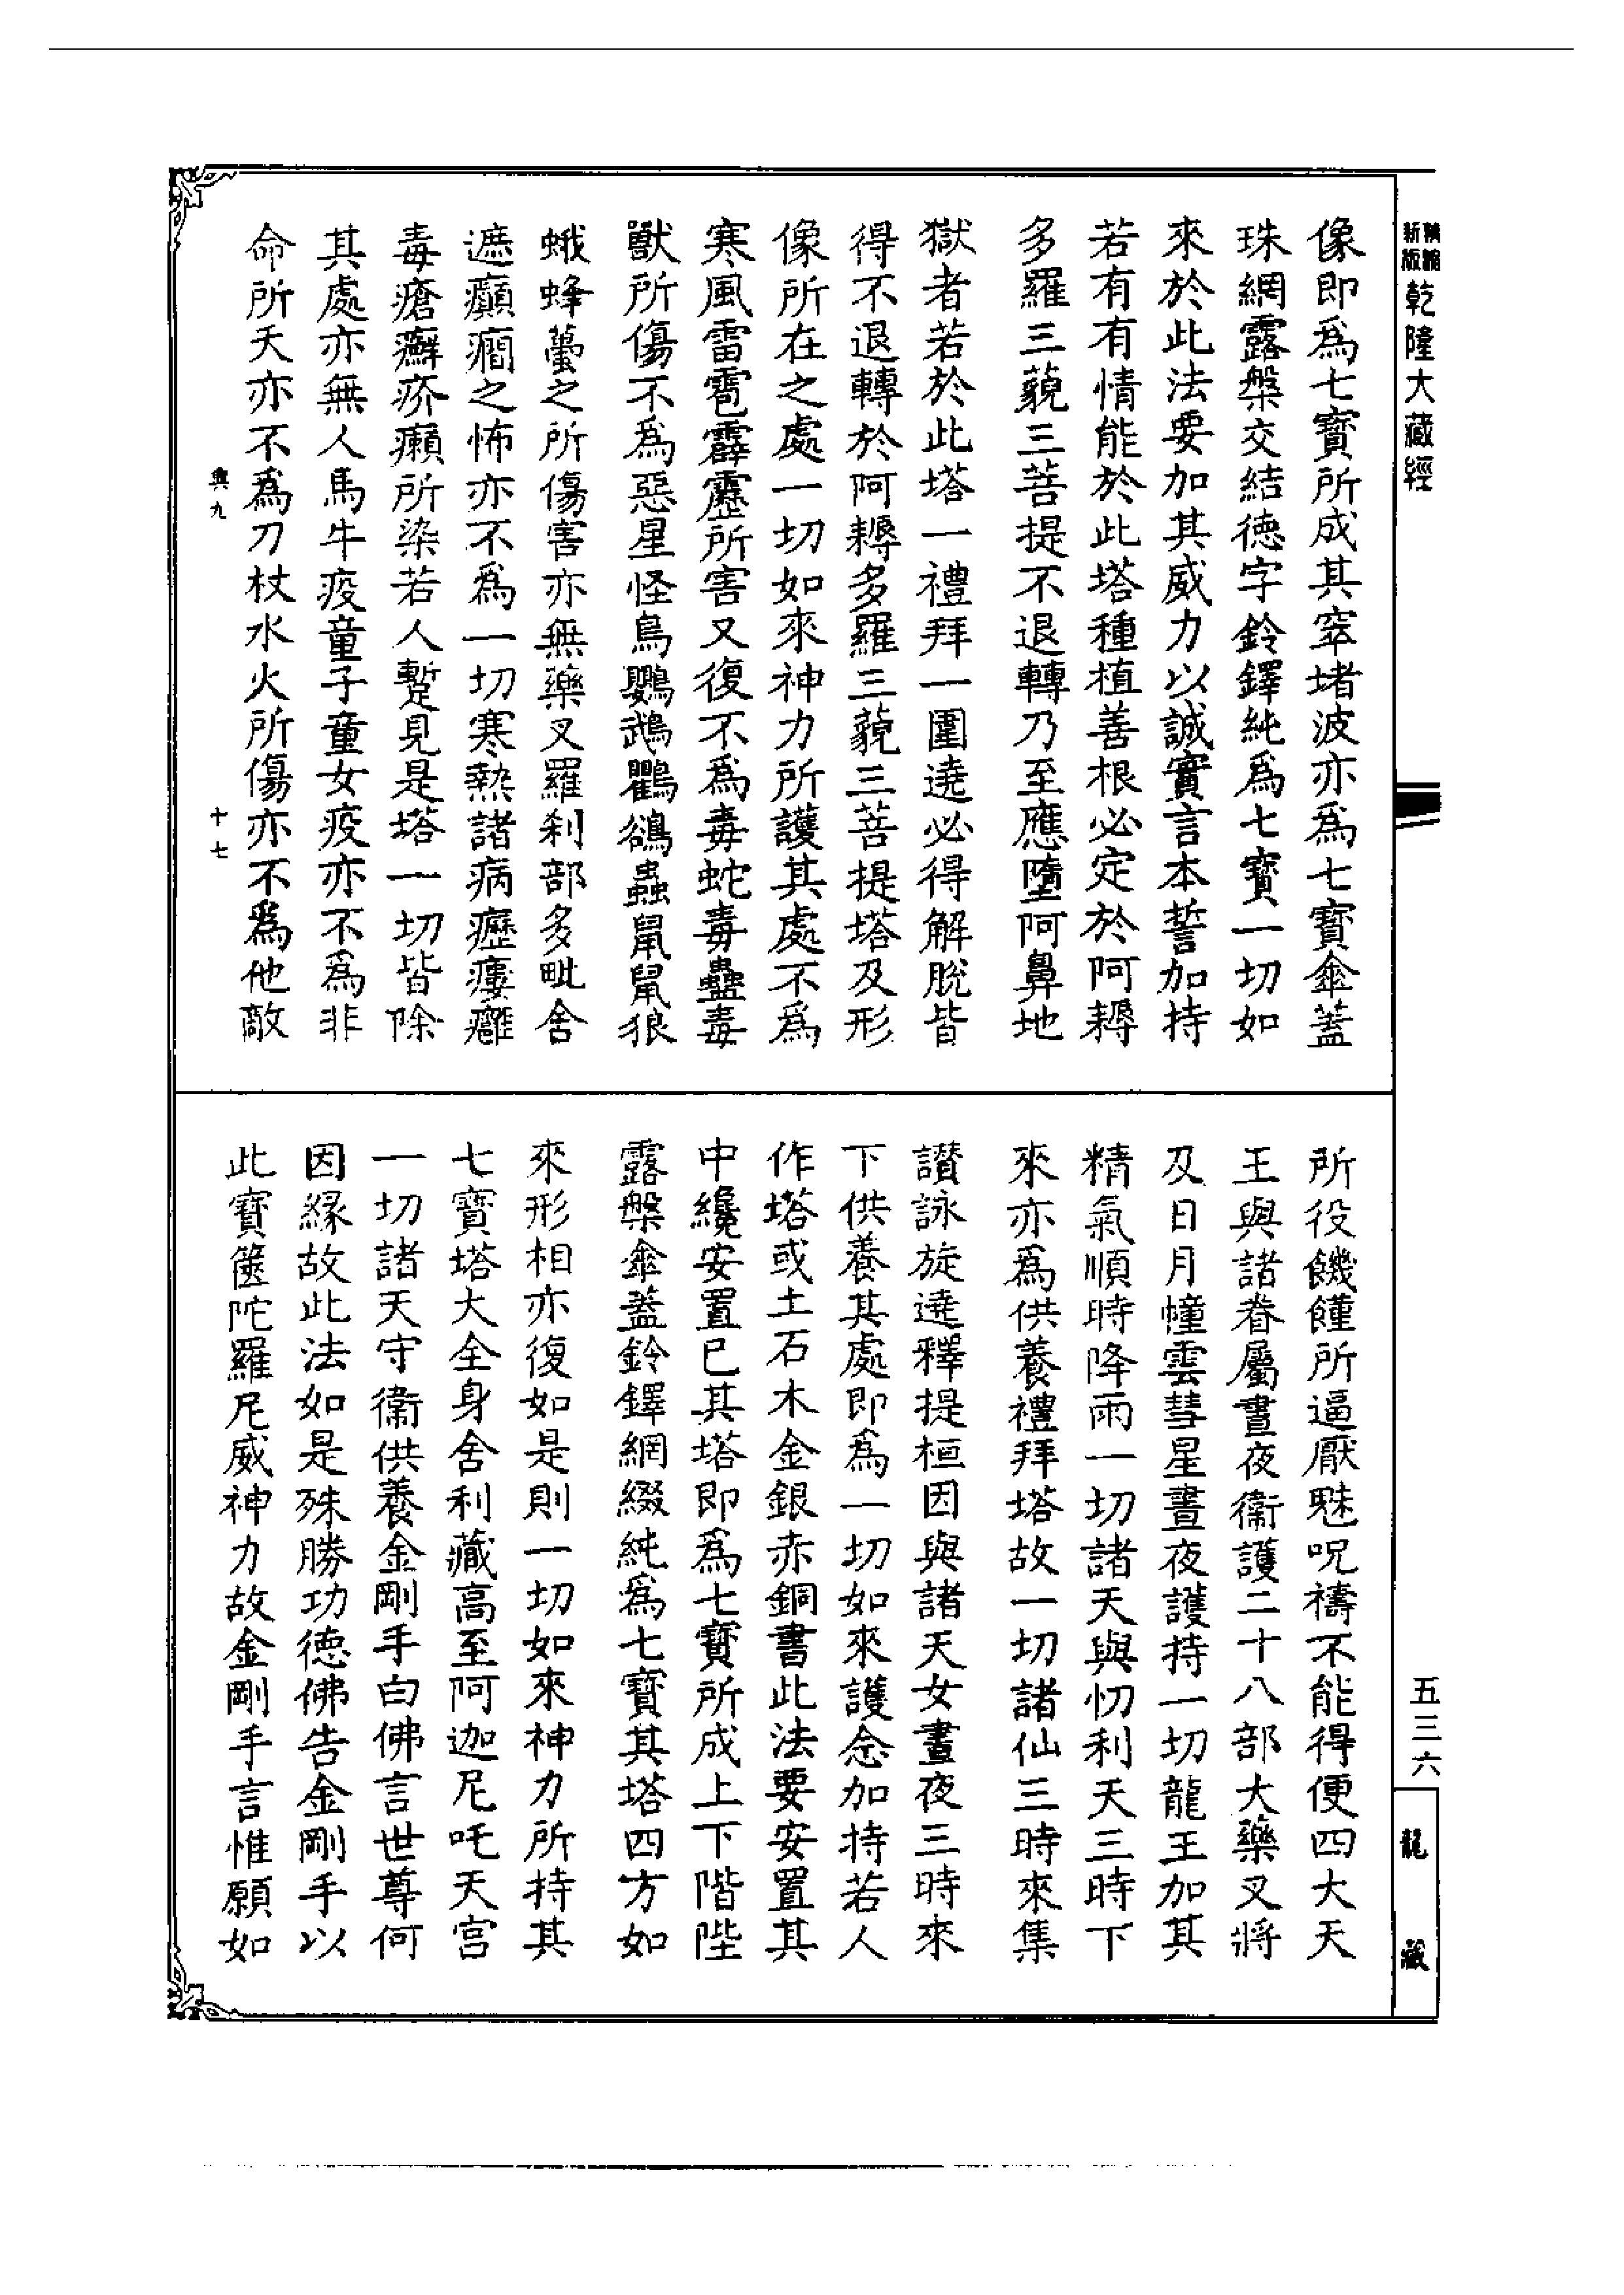 精縮新版乾隆大藏經
像即爲七寶所成其窣堵波亦爲七寶傘蓋
珠網露槃交結德字鈴鐸純爲七寶一切如
來於此法要加其威力以誠實言本誓加持
若有有情能於此塔種植善根必定於阿耨
多羅三藐三菩提不退轉乃至應墮阿鼻地
獄者若於此塔一禮拜一圍遶必得解脫皆
得不退轉於阿耨多羅三藐三菩提塔及形
像所在之處一切如來神力所護其處不爲
寒風雷雹霹靂所害又復不爲毒蛇毒蠱毒
獸所傷不爲惡星怪鳥鸚鵡鸜鵒蟲鼠鼠狼
蛾蜂蠆之所傷害亦無藥叉羅刹部多毗舍
遮癲癎之怖亦不爲一切寒熱諸病癧瘻癰
毒瘡癬疥癩所染若人暫見是塔一切皆除
其處亦無人馬牛疫童子童女疫亦不爲非
命所夭亦不爲刀杖水火所傷亦不爲他敵
輿九
十七
所役饑饉所逼厭魅呪禱不能得便四大天
王與諸眷屬晝夜衞護二十八部大藥叉將
及日月幢雲彗星晝夜護持一切龍王加其
精氣順時降雨一切諸天與忉利天三時下
來亦爲供養禮拜塔故一切諸仙三時來集
讃詠旋遶釋提桓因與諸天女晝夜三時來
下供養其處即爲一切如來護念加持若人
作塔或土石木金銀赤銅書此法要安置其
中纔安置已其塔即爲七寶所成上下階陛
露槃傘蓋鈴鐸網綴純爲七寶其塔四方如
來形相亦復如是則一切如來神力所持其
七寶塔大全身舍利藏高至阿迦尼吒天宮
一切諸天守衞供養金剛手白佛言世尊何
因緣故此法如是殊勝功德佛告金剛手以
此寶篋陀羅尼威神力故金剛手言惟願如
五三六
龍藏